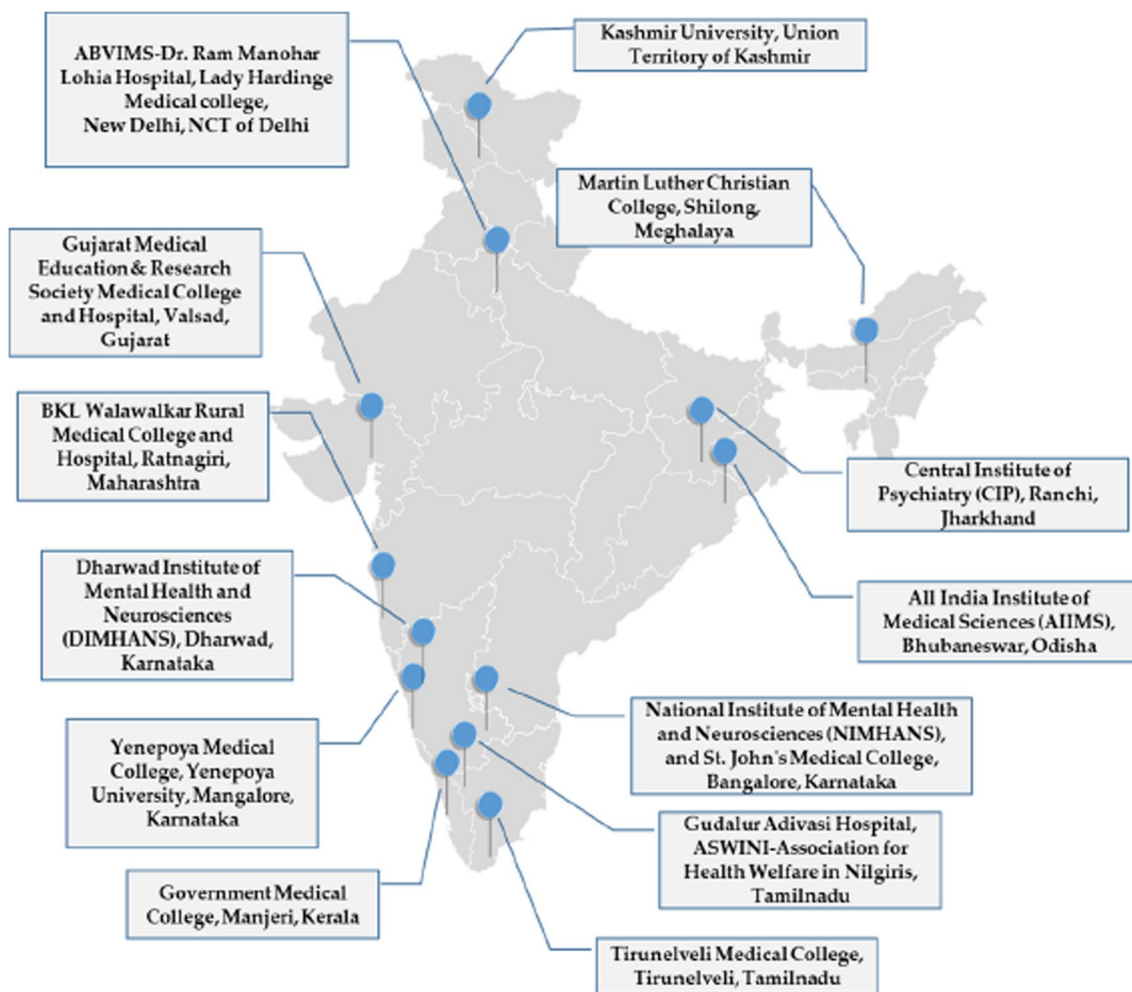 ABVIMS-Dr. Ram Manohar
Lohia Hospital, Lady Hardinge
Medical college,
New Delhi, NCT of Delhi
Kashmir University, Union
Territory of Kashmir
Martin Luther Christian
College, Shilong,
Meghalaya
Gujarat Medical
Education & Research
Society Medical College
and Hospital, Valsad,
Gujarat
BKL Walawalkar Rural
Medical College and
Hospital, Ratnagiri,
Maharashtra
Central Institute of
Psychiatry (CIP), Ranchi,
Jharkhand
Dharwad Institute of
Mental Health and
Neurosciences
(DIMHANS), Dharwad,
Karnataka
All India Institute of
Medical Sciences (AIIMS),
Bhubaneswar, Odisha
Yenepoya Medical
College, Yenepoya
University, Mangalore,
Karnataka
National Institute of Mental Health
and Neurosciences (NIMHANS),
and St. John's Medical College,
Bangalore, Karnataka
Gudalur Adivasi Hospital,
ASWINI-Association for
Health Welfare in Nilgiris,
Tamilnadu
Government Medical
College, Manjeri, Kerala
Tirunelveli Medical College,
Tirunelveli, Tamilnadu